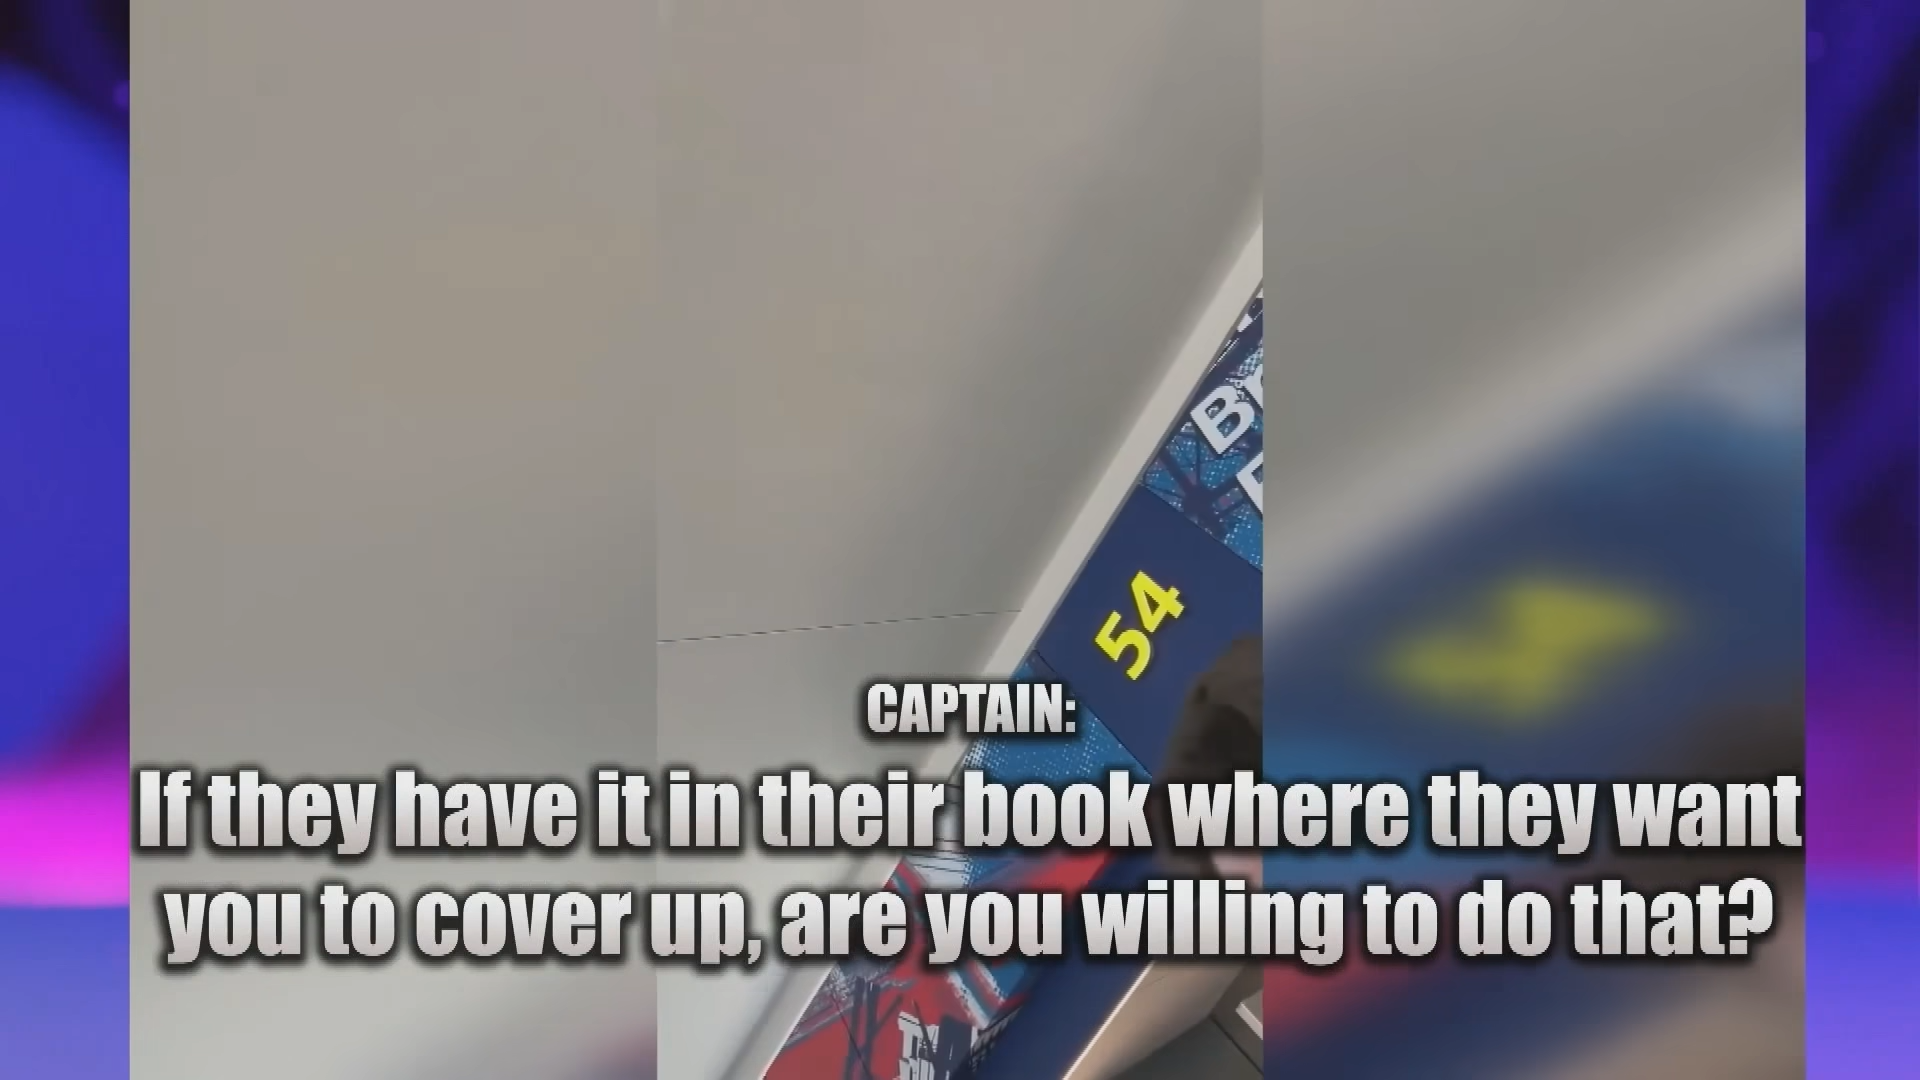 54
CAPTAIN:
If they have it in their book where they want
you to cover up, are you willing to do that?